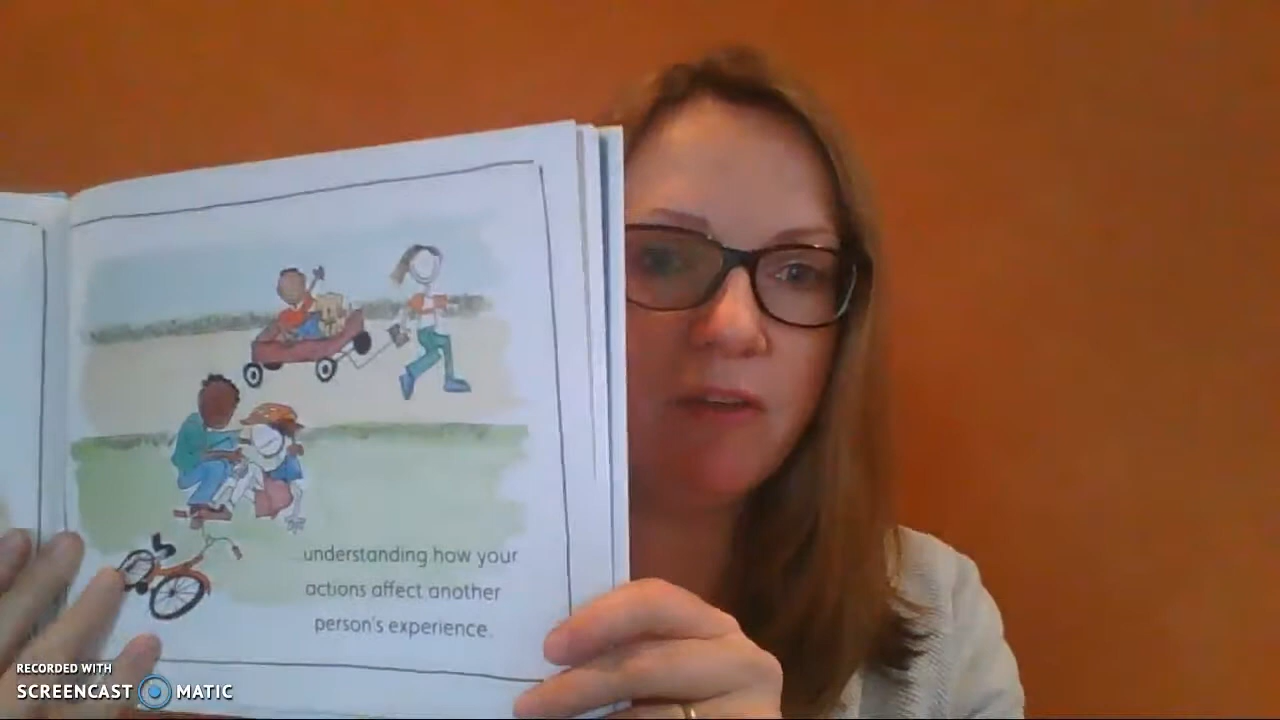 ...understanding how your
actions affect another
person's experience.
RECORDED WITH
SCREENCAST MATIC